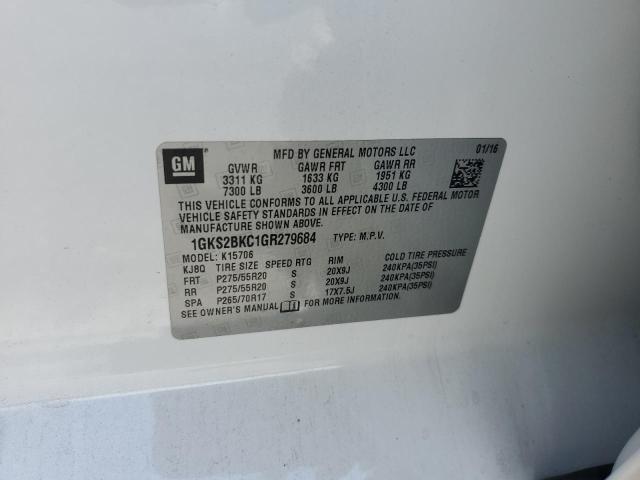 GM
MFD BY GENERAL MOTORS LLC 01/16
GVWR GAWR FRT GAWR RR
3311 KG 1633 KG 1951 KG
7300 LB 3600 LB 4300 LB
THIS VEHICLE CONFORMS TO ALL APPLICABLE U.S. FEDERAL MOTOR
VEHICLE SAFETY STANDARDS IN EFFECT ON THE DATE OF
MANUFACTURE SHOWN ABOVE.
1GKS2BKC1GR279684 TYPE: M.P.V.
MODEL: K15706
KJ8Q TIRE SIZE SPEED RTG RIM COLD TIRE PRESSURE
FRT P275/55R20 S 20X9J 240KPA(35PSI)
RR P275/55R20 S 20X9J 240KPA(35PSI)
SPA P265/70R17 S 17X7.5J 240KPA(35PSI)
SEE OWNER'S MANUAL FOR MORE INFORMATION.